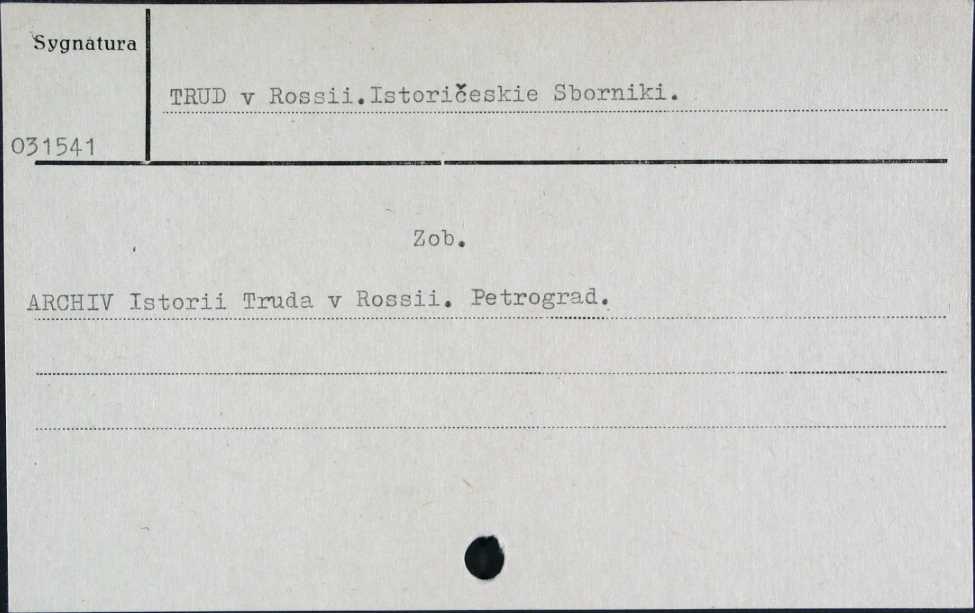 Sygnatura
TRUD v Rossii.Istoričeskie Sborniki.
031541
Zob.
ARCHIV Istorii Truda v Rossii. Petrograd.